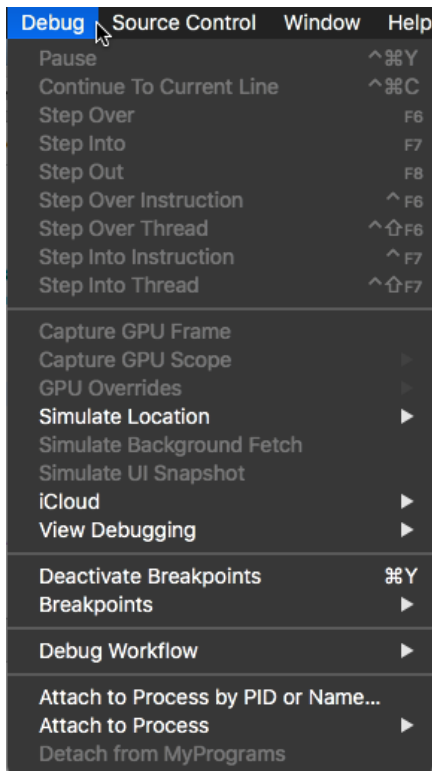 Debug Source Control Window Help
Pause ^⌘Y
Continue To Current Line ^⌘C
Step Over F6
Step Into F7
Step Out F8
Step Over Instruction ^F6
Step Over Thread ^⇧F6
Step Into Instruction ^F7
Step Into Thread ^⇧F7
Capture GPU Frame
Capture GPU Scope
GPU Overrides
Simulate Location
Simulate Background Fetch
Simulate UI Snapshot
iCloud
View Debugging
Deactivate Breakpoints ⌘Y
Breakpoints
Debug Workflow
Attach to Process by PID or Name...
Attach to Process
Detach from MyPrograms